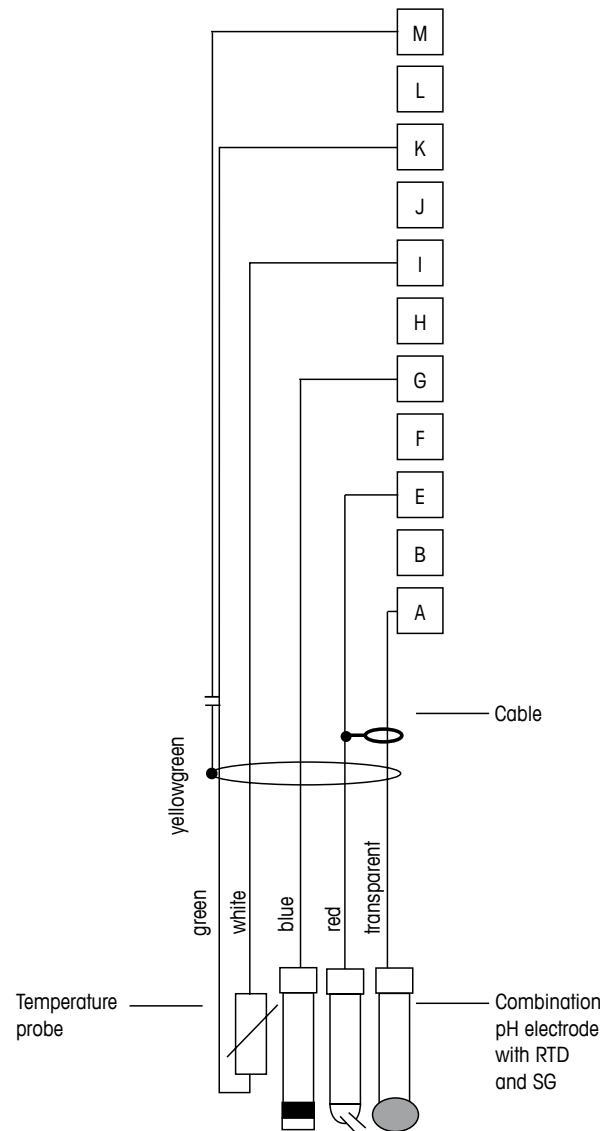 M
L
K
J
I
H
G
F
E
B
A
Cable
yellowgreen
green
white
blue
red
transparent
Temperature
probe
Combination
pH electrode
with RTD
and SG